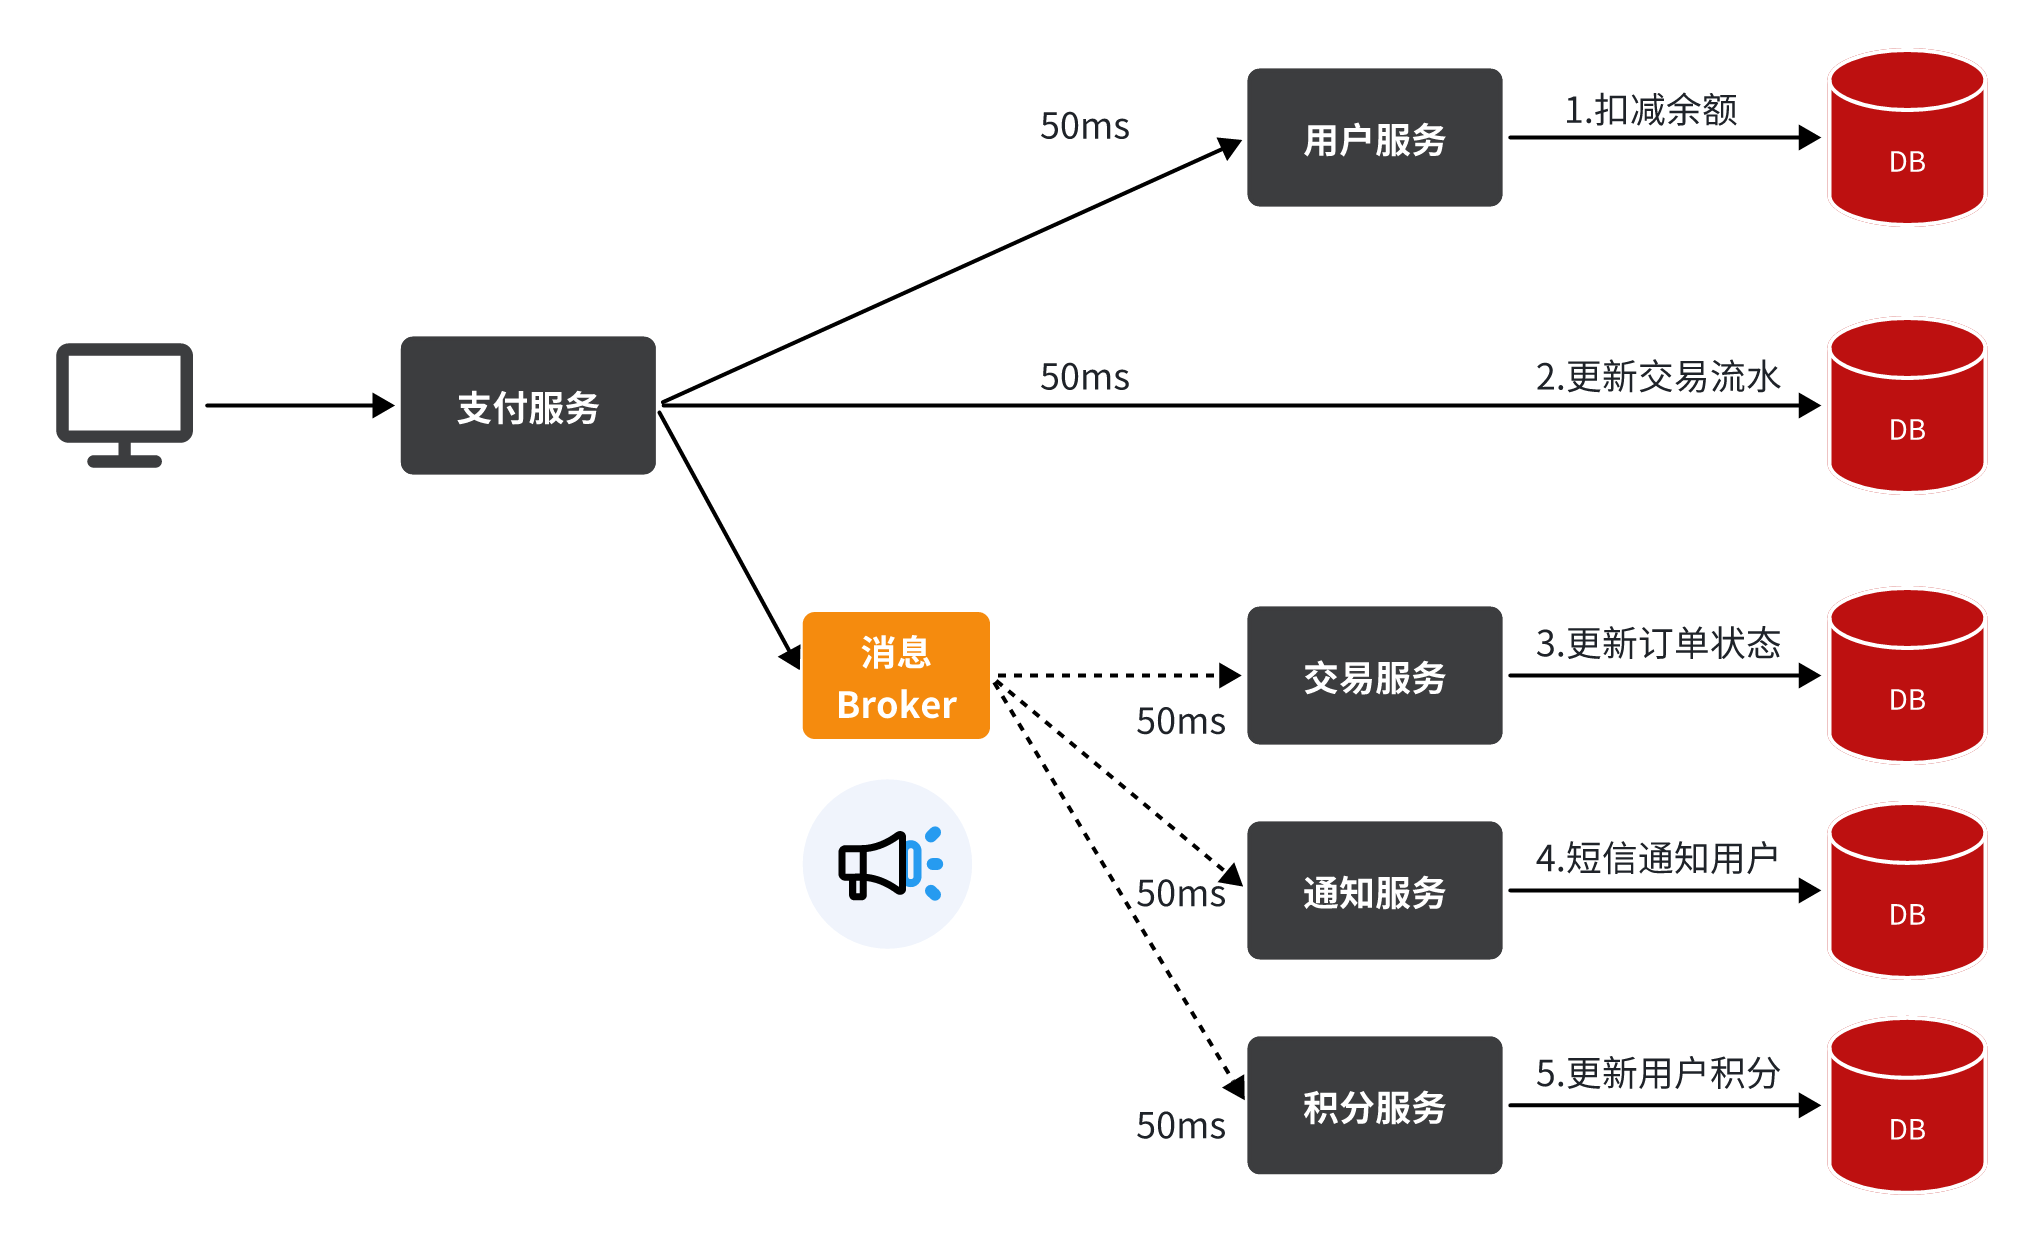 50ms
用户服务
1.扣减余额
DB
支付服务
50ms
2.更新交易流水
DB
消息
Broker
50ms
交易服务
3.更新订单状态
DB
50ms
通知服务
4.短信通知用户
DB
50ms
积分服务
5.更新用户积分
DB